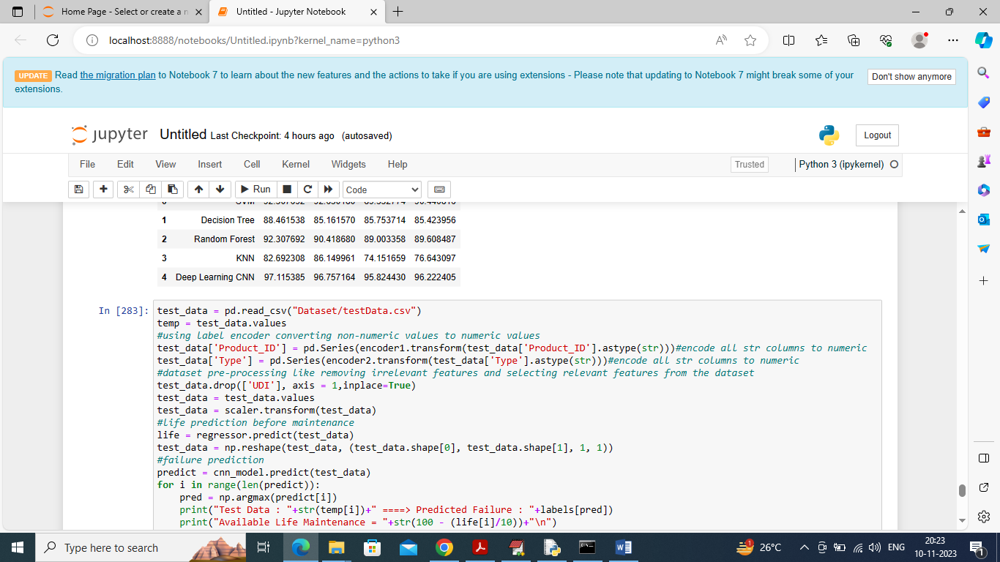 Home Page - Select or create a n
Untitled - Jupyter Notebook
localhost:8888/notebooks/Untitled.ipynb?kernel_name=python3
UPDATE Read the migration plan to Notebook 7 to learn about the new features and the actions to take if you are using extensions - Please note that updating to Notebook 7 might break some of your
extensions.
Don't show anymore
jupyter Untitled Last Checkpoint: 4 hours ago (autosaved)
Logout
File Edit View Insert Cell Kernel Widgets Help
Trusted
Python 3 (ipykernel)
Run
Code
1 Decision Tree 88.461538 85.161570 85.753714 85.423956
2 Random Forest 92.307692 90.418680 89.003358 89.608487
3 KNN 82.692308 86.149961 74.151659 76.643097
4 Deep Learning CNN 97.115385 96.757164 95.824430 96.222405
In [283]: test_data = pd.read_csv("Dataset/testData.csv")
temp = test_data.values
#using label encoder converting non-numeric values to numeric values
test_data['Product_ID'] = pd.Series(encoder1.transform(test_data['Product_ID'].astype(str)))#encode all str columns to numeric
test_data['Type'] = pd.Series(encoder2.transform(test_data['Type'].astype(str)))#encode all str columns to numeric
#dataset pre-processing like removing irrelevant features and selecting relevant features from the dataset
test_data.drop(['UDI'], axis = 1,inplace=True)
test_data = test_data.values
test_data = scaler.transform(test_data)
#life prediction before maintenance
life = regressor.predict(test_data)
test_data = np.reshape(test_data, (test_data.shape[0], test_data.shape[1], 1, 1))
#failure prediction
predict = cnn_model.predict(test_data)
for i in range(len(predict)):
    pred = np.argmax(predict[i])
    print("Test Data : "+str(temp[i])+" ====> Predicted Failure : "+labels[pred])
    print("Available Life Maintenance = "+str(100 - (life[i]/10))+"\n")
Type here to search
26°C
ENG
20:23
10-11-2023
1
1